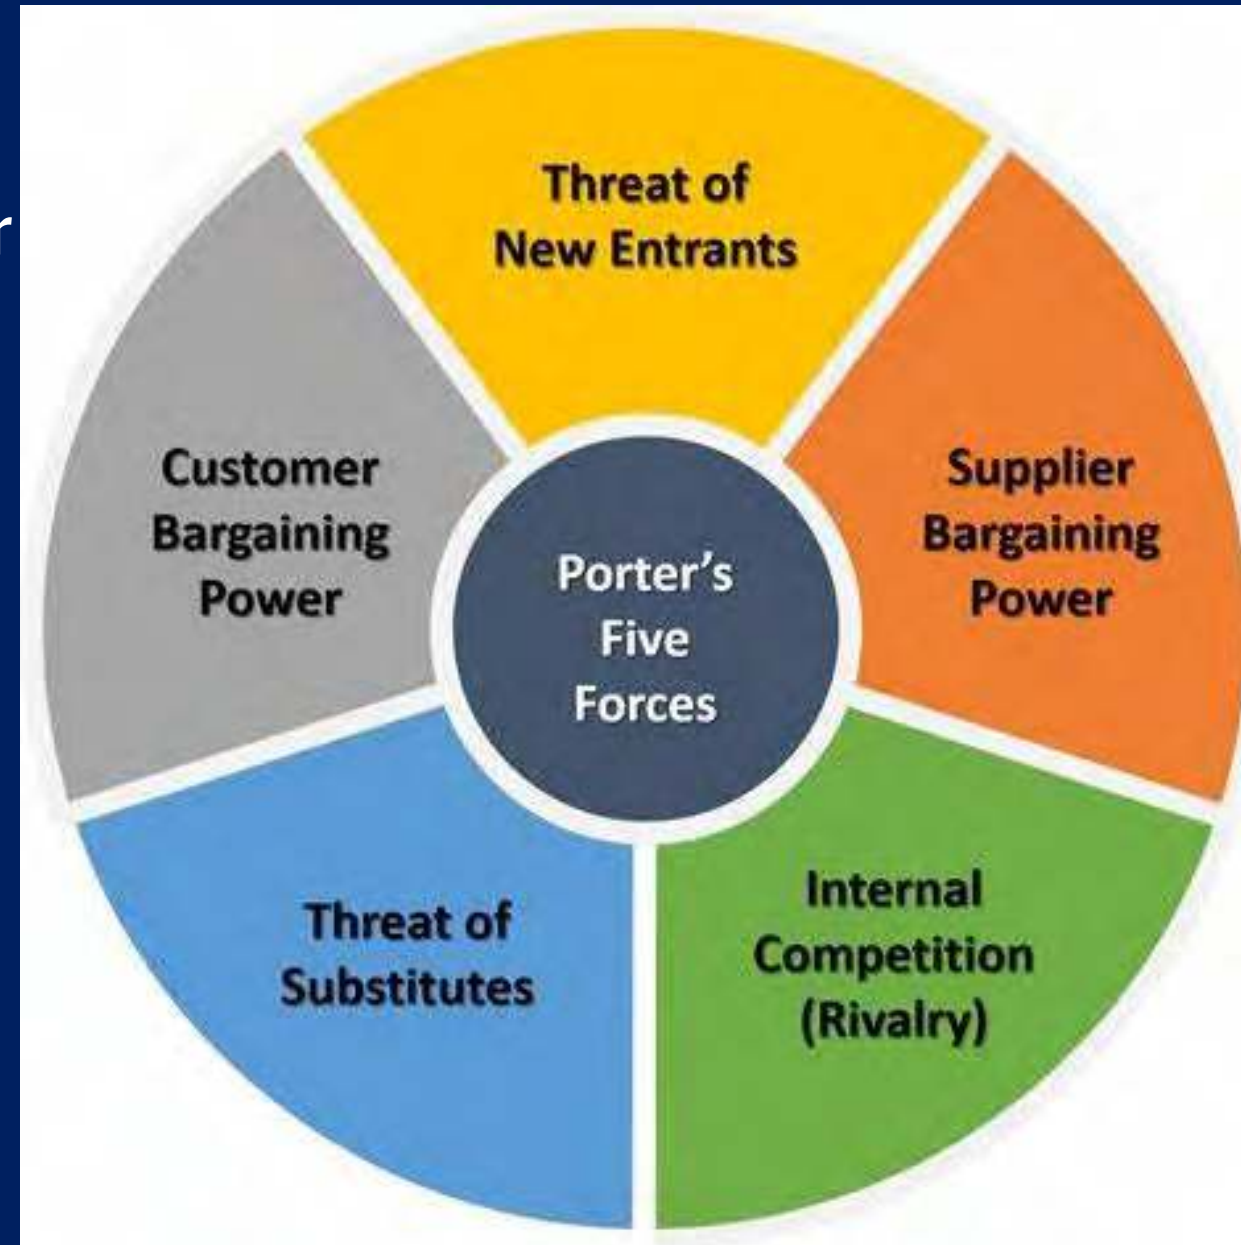 r
Threat of
New Entrants
Customer
Bargaining
Power
Supplier
Bargaining
Power
Porter’s
Five
Forces
Threat of
Substitutes
Internal
Competition
(Rivalry)